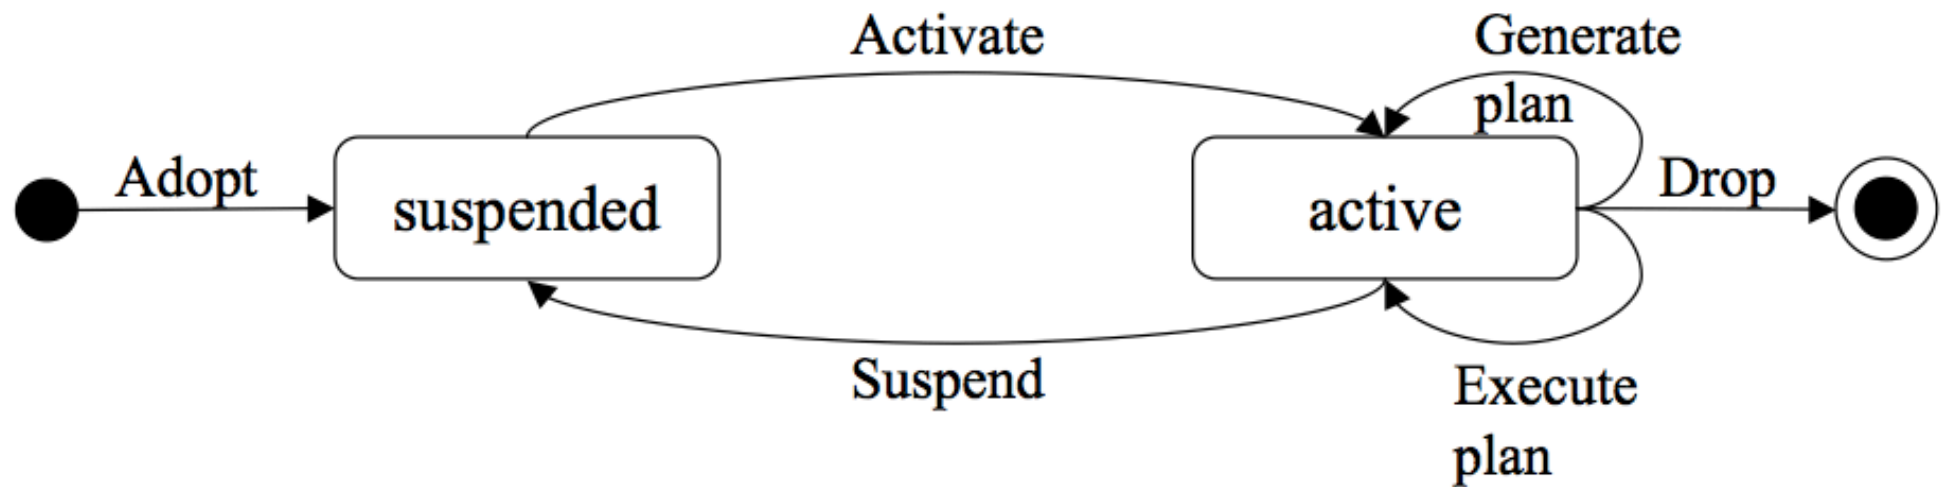 Activate
Generate
plan
Adopt
Drop
suspended
active
Suspend
Execute
plan